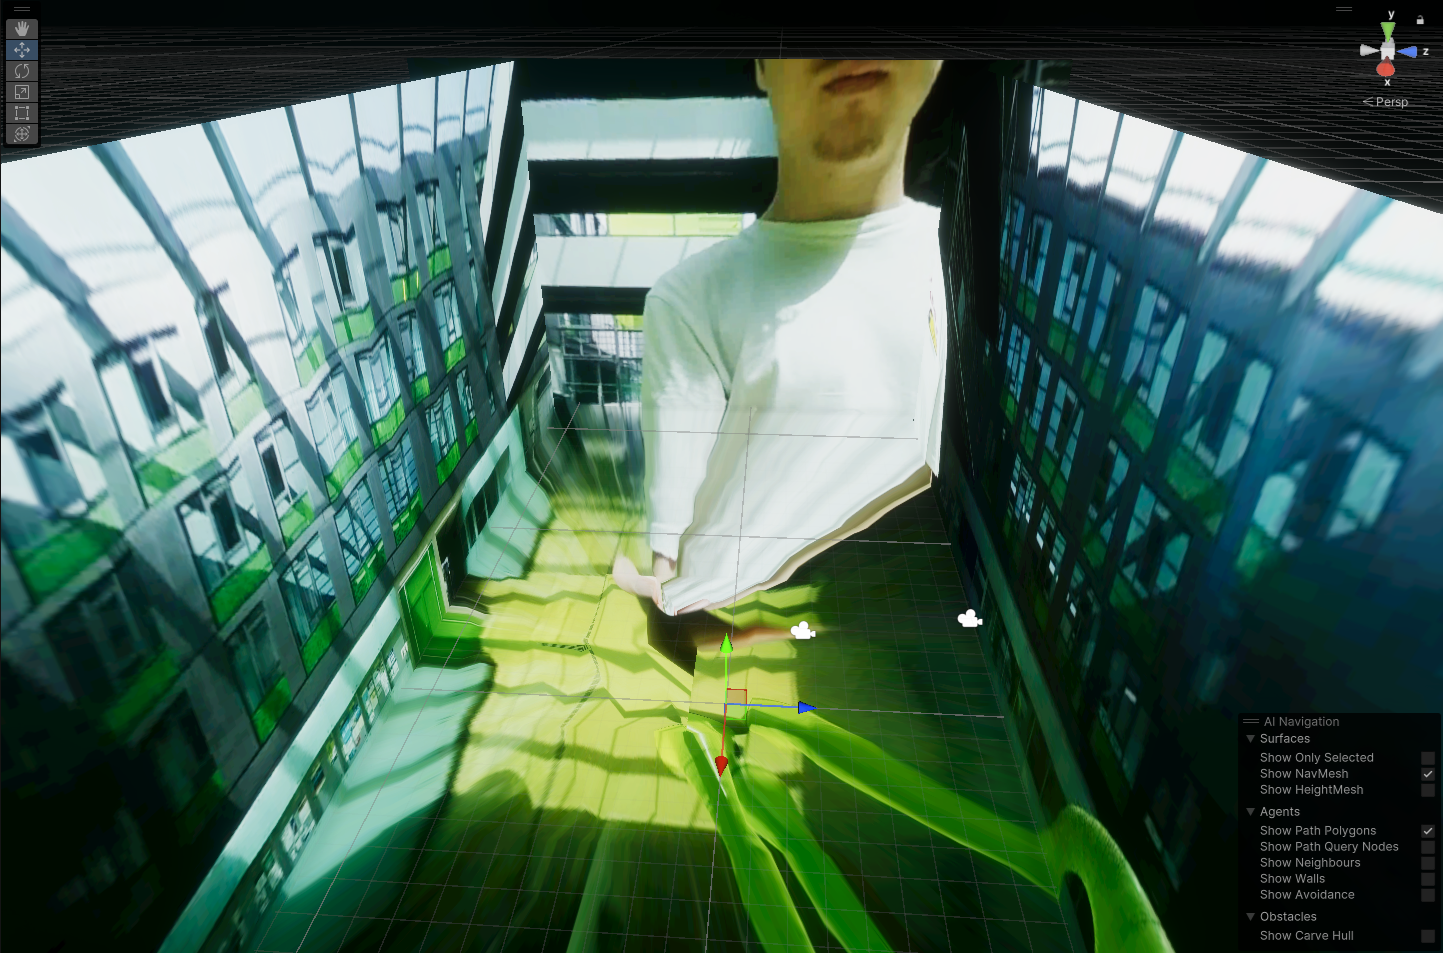 y
z
x
< Persp
AI Navigation
Surfaces
Show Only Selected
Show NavMesh
Show HeightMesh
Agents
Show Path Polygons
Show Path Query Nodes
Show Neighbours
Show Walls
Show Avoidance
Obstacles
Show Carve Hull